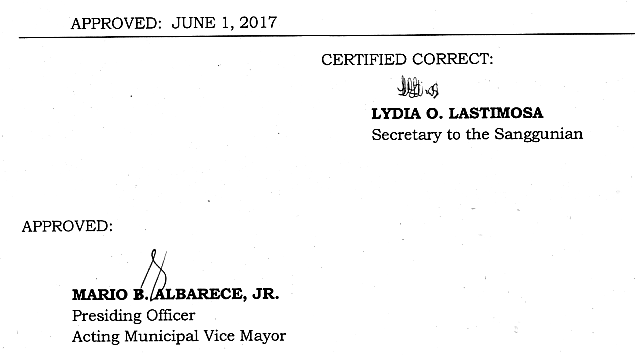 APPROVED: JUNE 1, 2017
CERTIFIED CORRECT:
LYDIA O. LASTIMOSA
Secretary to the Sanggunian
APPROVED:
MARIO B. ALBARECE, JR.
Presiding Officer
Acting Municipal Vice Mayor